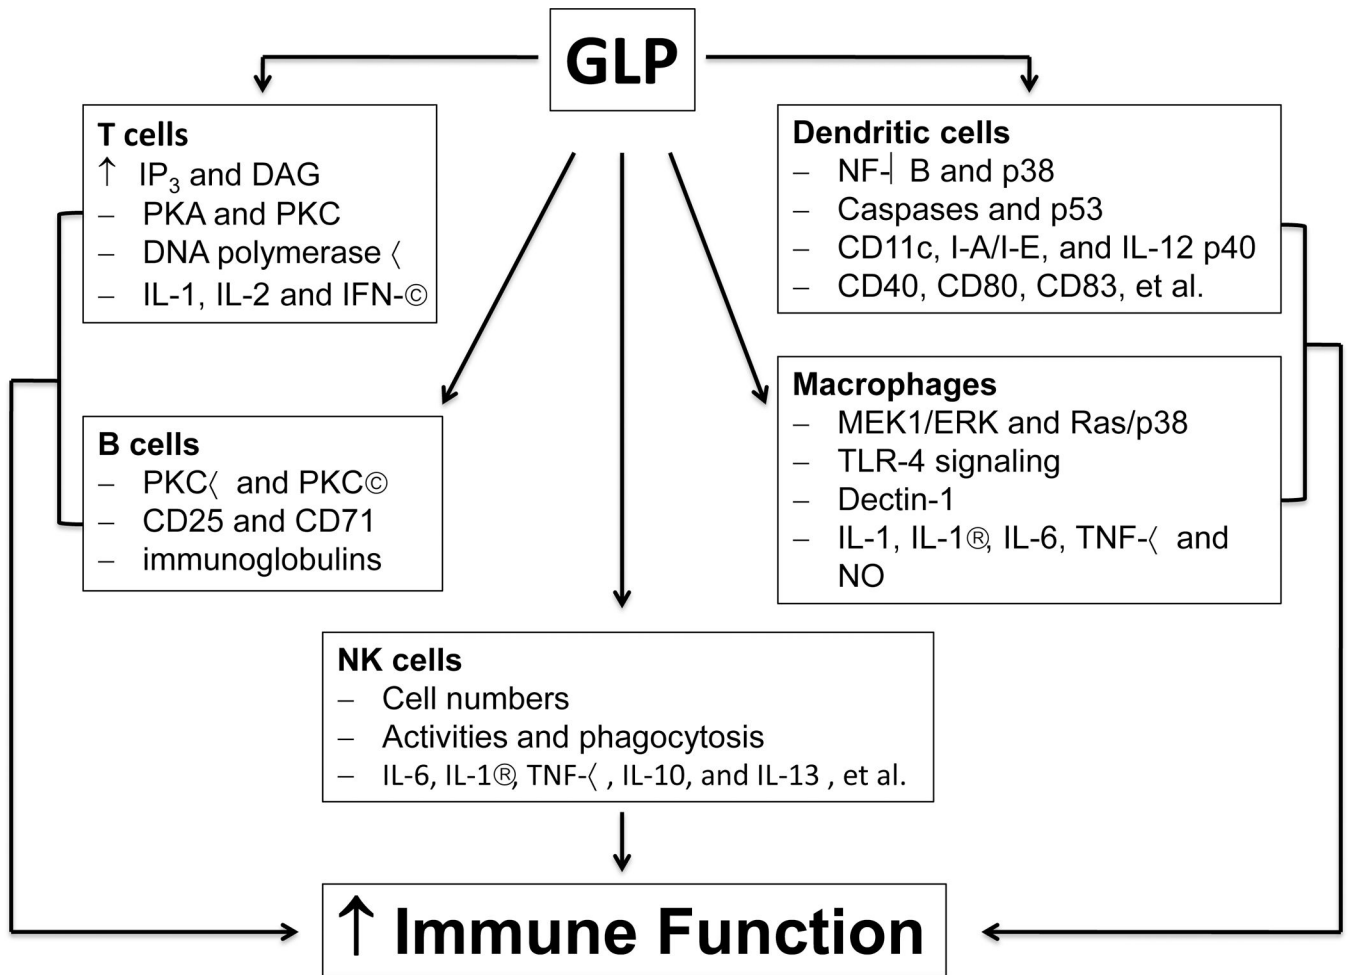 GLP
T cells
↑ IP₃ and DAG
– PKA and PKC
– DNA polymerase 〈
– IL-1, IL-2 and IFN-©
B cells
– PKC〈 and PKC©
– CD25 and CD71
– immunoglobulins
Dendritic cells
– NF-│ B and p38
– Caspases and p53
– CD11c, I-A/I-E, and IL-12 p40
– CD40, CD80, CD83, et al.
Macrophages
– MEK1/ERK and Ras/p38
– TLR-4 signaling
– Dectin-1
– IL-1, IL-1®, IL-6, TNF-〈 and
NO
NK cells
– Cell numbers
– Activities and phagocytosis
– IL-6, IL-1®, TNF-〈 , IL-10, and IL-13 , et al.
↑ Immune Function